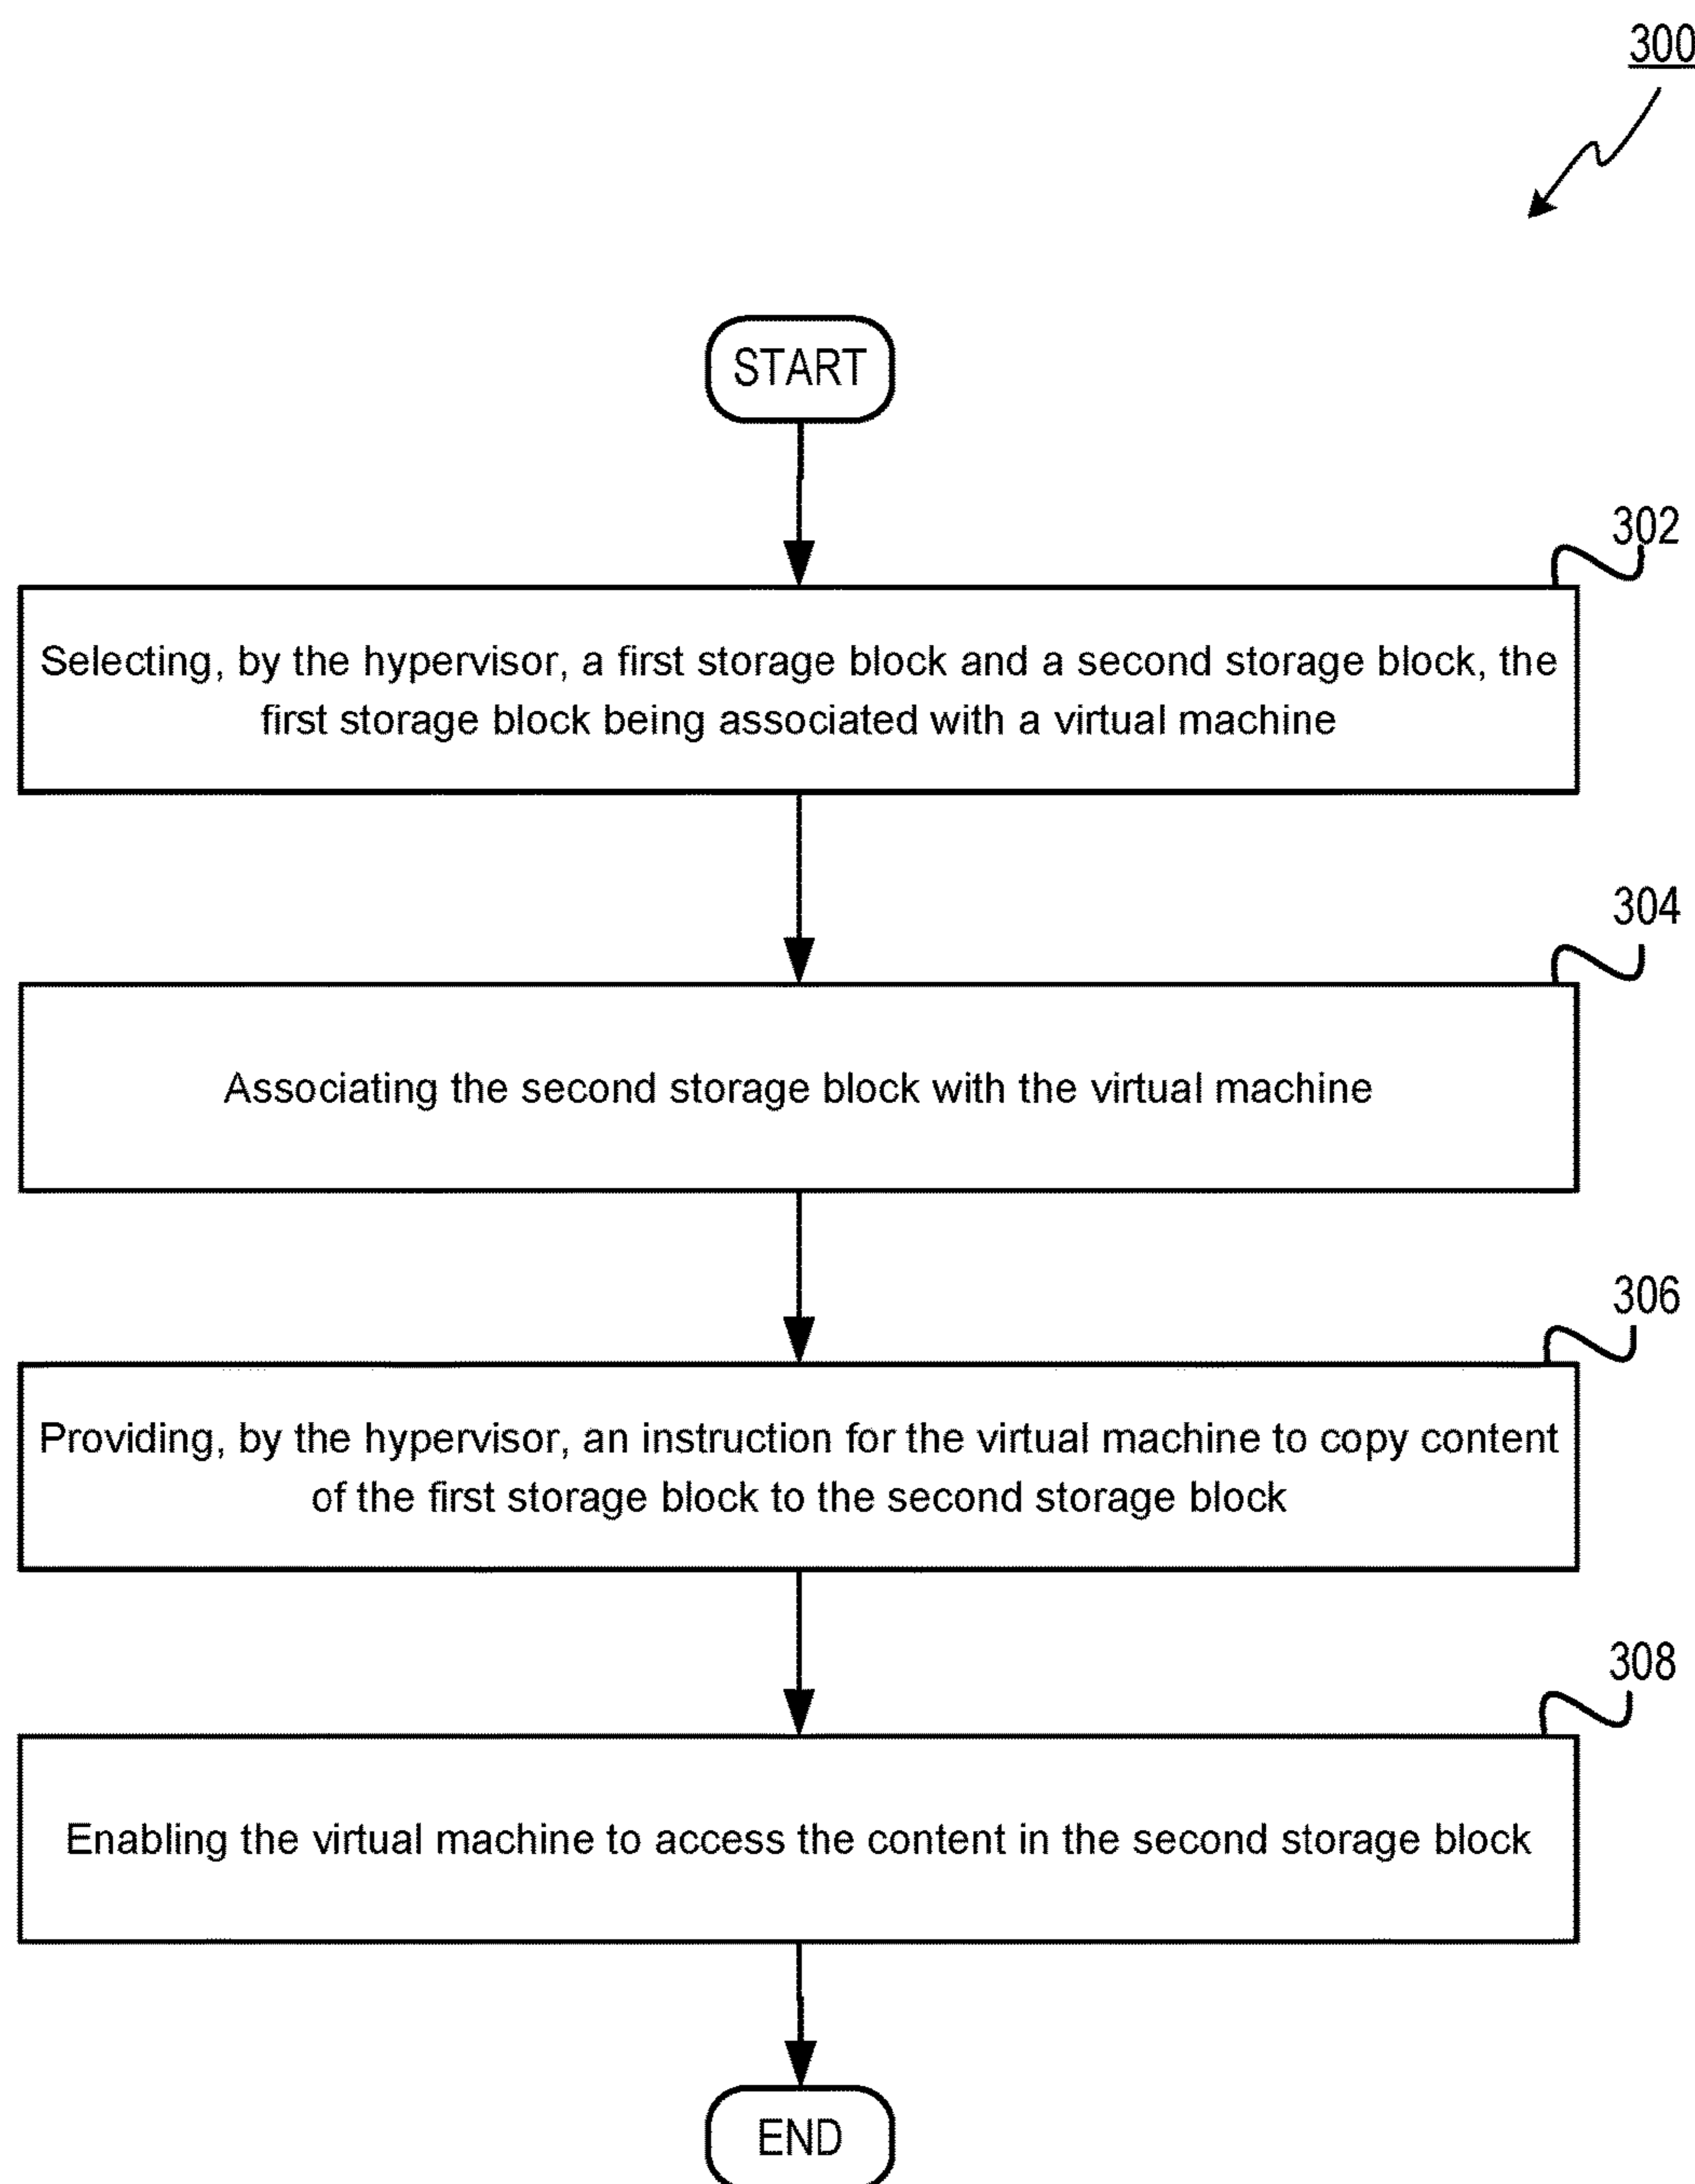 300
START
302
Selecting, by the hypervisor, a first storage block and a second storage block, the
first storage block being associated with a virtual machine
304
Associating the second storage block with the virtual machine
306
Providing, by the hypervisor, an instruction for the virtual machine to copy content
of the first storage block to the second storage block
308
Enabling the virtual machine to access the content in the second storage block
END